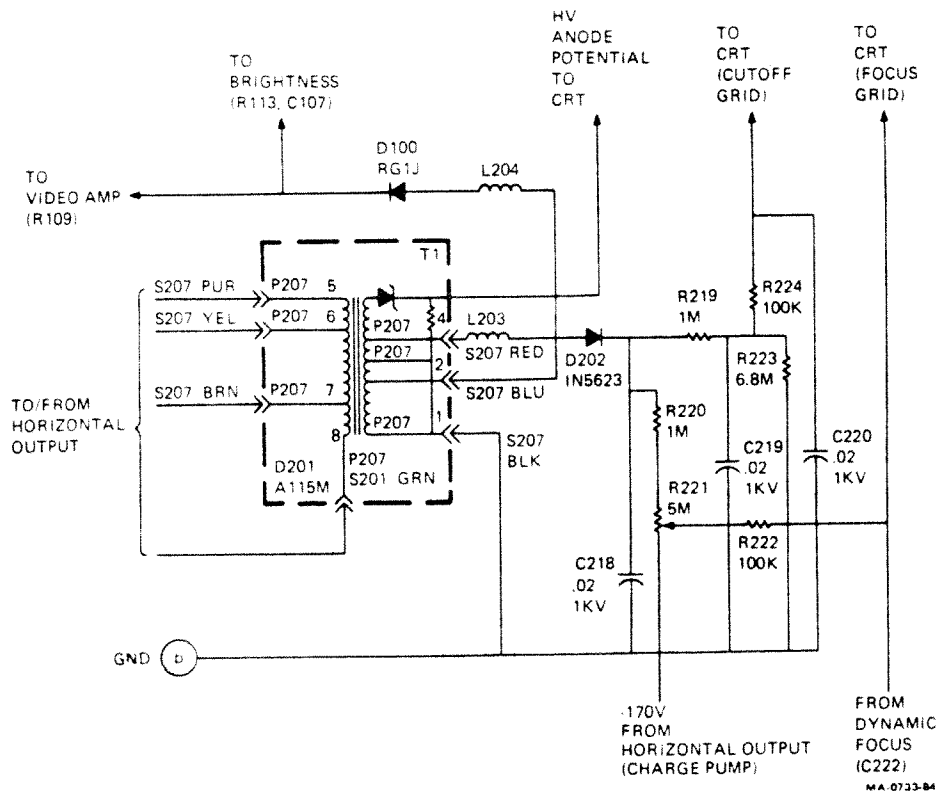 HV
ANODE
POTENTIAL
TO
CRT
TO
CRT
(CUTOFF
GRID)
TO
CRT
(FOCUS
GRID)
TO
BRIGHTNESS
(R113, C107)
D100
RG1J
L204
TO
VIDEO AMP
(R109)
T1
S207 PUR
P207
5
S207 YEL
P207
6
S207 BRN
P207
7
8
TO/FROM
HORIZONTAL
OUTPUT
P207
4
P207
2
P207
1
L203
S207 RED
S207 BLU
S207
BLK
D201
A115M
P207
S201 GRN
D202
IN5623
R219
1M
R224
100K
R223
6.8M
R220
1M
R221
5M
R222
100K
C219
.02
1KV
C220
.02
1KV
C218
.02
1KV
GND
b
-170V
FROM
HORIZONTAL OUTPUT
(CHARGE PUMP)
FROM
DYNAMIC
FOCUS
(C222)
MA-0733-84